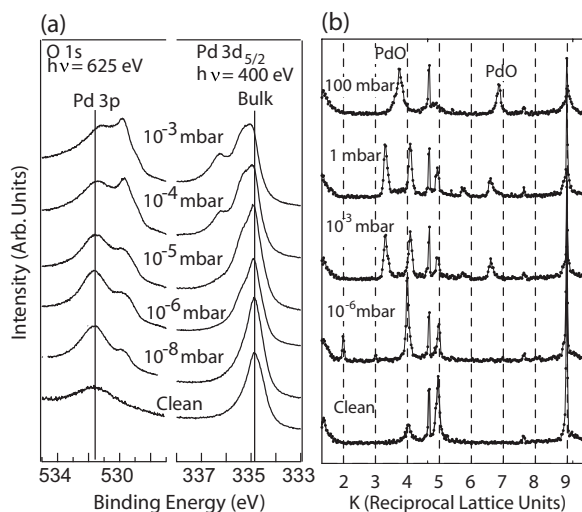 (a)
O 1s
hν = 625 eV
Pd 3p
Pd 3d5/2
hν = 400 eV
Bulk
10-3 mbar
10-4 mbar
10-5 mbar
10-6 mbar
10-8 mbar
Clean
Intensity (Arb. Units)
534 530 337 335 333
Binding Energy (eV)
(b)
PdO
PdO
100 mbar
1 mbar
10-3 mbar
10-6 mbar
Clean
2 3 4 5 6 7 8 9
K (Reciprocal Lattice Units)